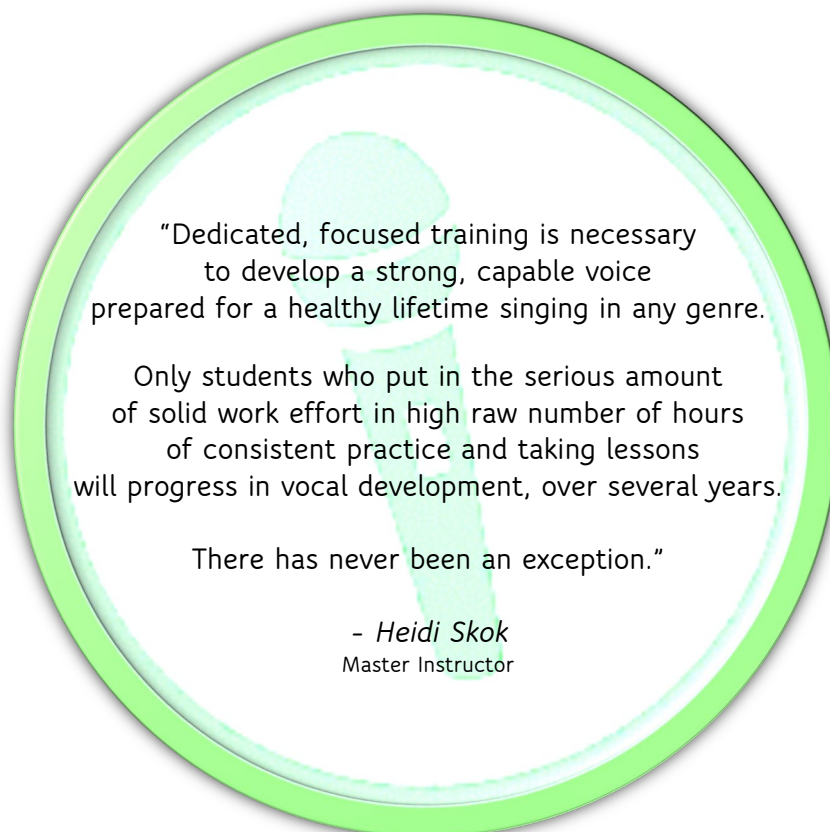 “Dedicated, focused training is necessary
to develop a strong, capable voice
prepared for a healthy lifetime singing in any genre.
Only students who put in the serious amount
of solid work effort in high raw number of hours
of consistent practice and taking lessons
will progress in vocal development, over several years.
There has never been an exception.”
- Heidi Skok
Master Instructor